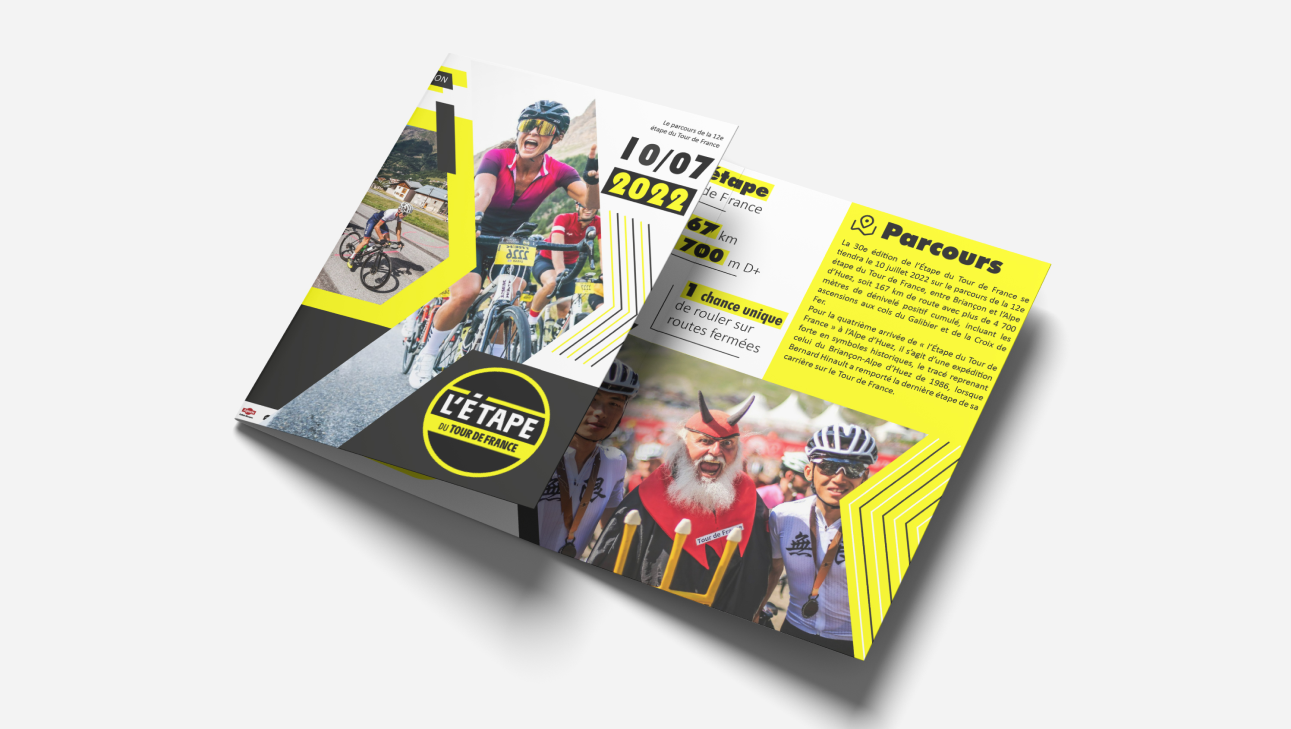 ON
Le parcours de la 12e
étape du Tour de France
10/07
2022
2226
L'ÉTAPE
DU TOUR DE FRANCE
étape
de France
67 km
700 m D+
1 chance unique
de rouler sur
routes fermées
Parcours
La 30e édition de l'Étape du Tour de France se
tiendra le 10 juillet 2022 sur le parcours de la 12e
étape du Tour de France, entre Briançon et l'Alpe
d'Huez, soit 167 km de route avec plus de 4 700
mètres de dénivelé positif cumulé, incluant les
ascensions aux cols du Galibier et de la Croix de
Fer.
Pour la quatrième arrivée de « l'Étape du Tour de
France » à l'Alpe d'Huez, il s'agit d'une expédition
forte en symboles historiques, le tracé reprenant
celui du Briançon-Alpe d'Huez de 1986, lorsque
Bernard Hinault a remporté la dernière étape de sa
carrière sur le Tour de France.
Tour de
無
無